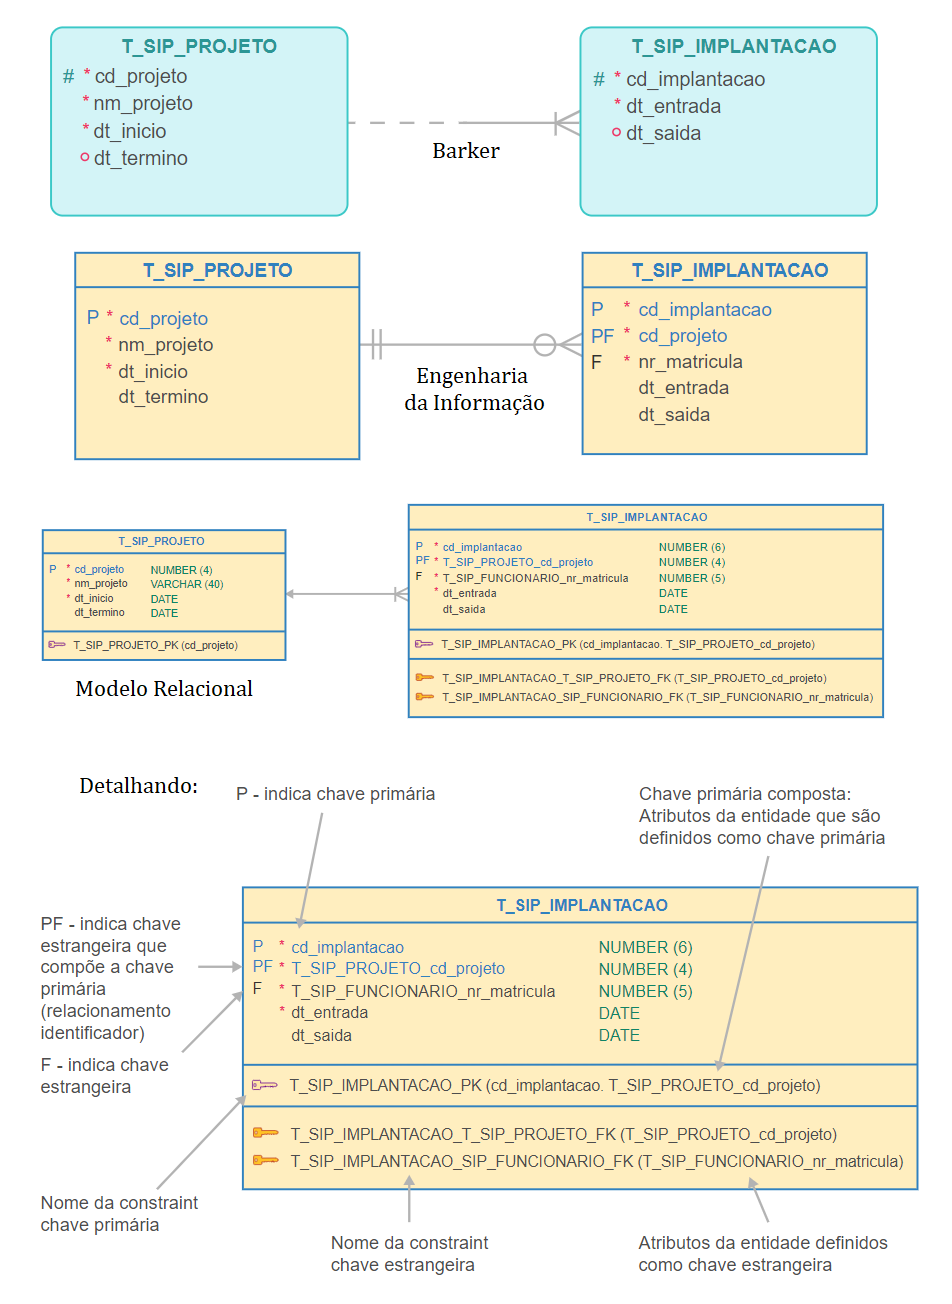 T_SIP_PROJETO
# * cd_projeto
* nm_projeto
* dt_inicio
o dt_termino
Barker
T_SIP_IMPLANTACAO
# * cd_implantacao
* dt_entrada
o dt_saida
T_SIP_PROJETO
P * cd_projeto
* nm_projeto
* dt_inicio
dt_termino
Engenharia
da Informação
T_SIP_IMPLANTACAO
P * cd_implantacao
PF * cd_projeto
F * nr_matricula
dt_entrada
dt_saida
T_SIP_PROJETO
P * cd_projeto NUMBER (4)
* nm_projeto VARCHAR (40)
* dt_inicio DATE
dt_termino DATE
T_SIP_PROJETO_PK (cd_projeto)
Modelo Relacional
T_SIP_IMPLANTACAO
P * cd_implantacao NUMBER (6)
PF * T_SIP_PROJETO_cd_projeto NUMBER (4)
F * T_SIP_FUNCIONARIO_nr_matricula NUMBER (5)
* dt_entrada DATE
dt_saida DATE
T_SIP_IMPLANTACAO_PK (cd_implantacao. T_SIP_PROJETO_cd_projeto)
T_SIP_IMPLANTACAO_T_SIP_PROJETO_FK (T_SIP_PROJETO_cd_projeto)
T_SIP_IMPLANTACAO_SIP_FUNCIONARIO_FK (T_SIP_FUNCIONARIO_nr_matricula)
Detalhando:
P - indica chave primária
Chave primária composta:
Atributos da entidade que são
definidos como chave primária
PF - indica chave
estrangeira que
compõe a chave
primária
(relacionamento
identificador)
F - indica chave
estrangeira
T_SIP_IMPLANTACAO
P * cd_implantacao NUMBER (6)
PF * T_SIP_PROJETO_cd_projeto NUMBER (4)
F * T_SIP_FUNCIONARIO_nr_matricula NUMBER (5)
* dt_entrada DATE
dt_saida DATE
T_SIP_IMPLANTACAO_PK (cd_implantacao. T_SIP_PROJETO_cd_projeto)
T_SIP_IMPLANTACAO_T_SIP_PROJETO_FK (T_SIP_PROJETO_cd_projeto)
T_SIP_IMPLANTACAO_SIP_FUNCIONARIO_FK (T_SIP_FUNCIONARIO_nr_matricula)
Nome da constraint
chave primária
Nome da constraint
chave estrangeira
Atributos da entidade definidos
como chave estrangeira